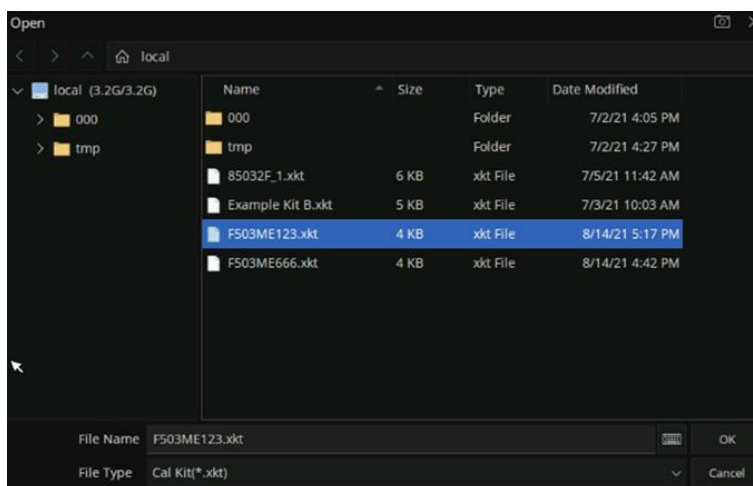 Open
local
local (3.2G/3.2G)
000
tmp
Name Size Type Date Modified
000 Folder 7/2/21 4:05 PM
tmp Folder 7/2/21 4:27 PM
85032F_1.xkt 6 KB xkt File 7/5/21 11:42 AM
Example Kit B.xkt 5 KB xkt File 7/3/21 10:03 AM
F503ME123.xkt 4 KB xkt File 8/14/21 5:17 PM
F503ME666.xkt 4 KB xkt File 8/14/21 4:42 PM
File Name F503ME123.xkt OK
File Type Cal Kit(*.xkt) Cancel